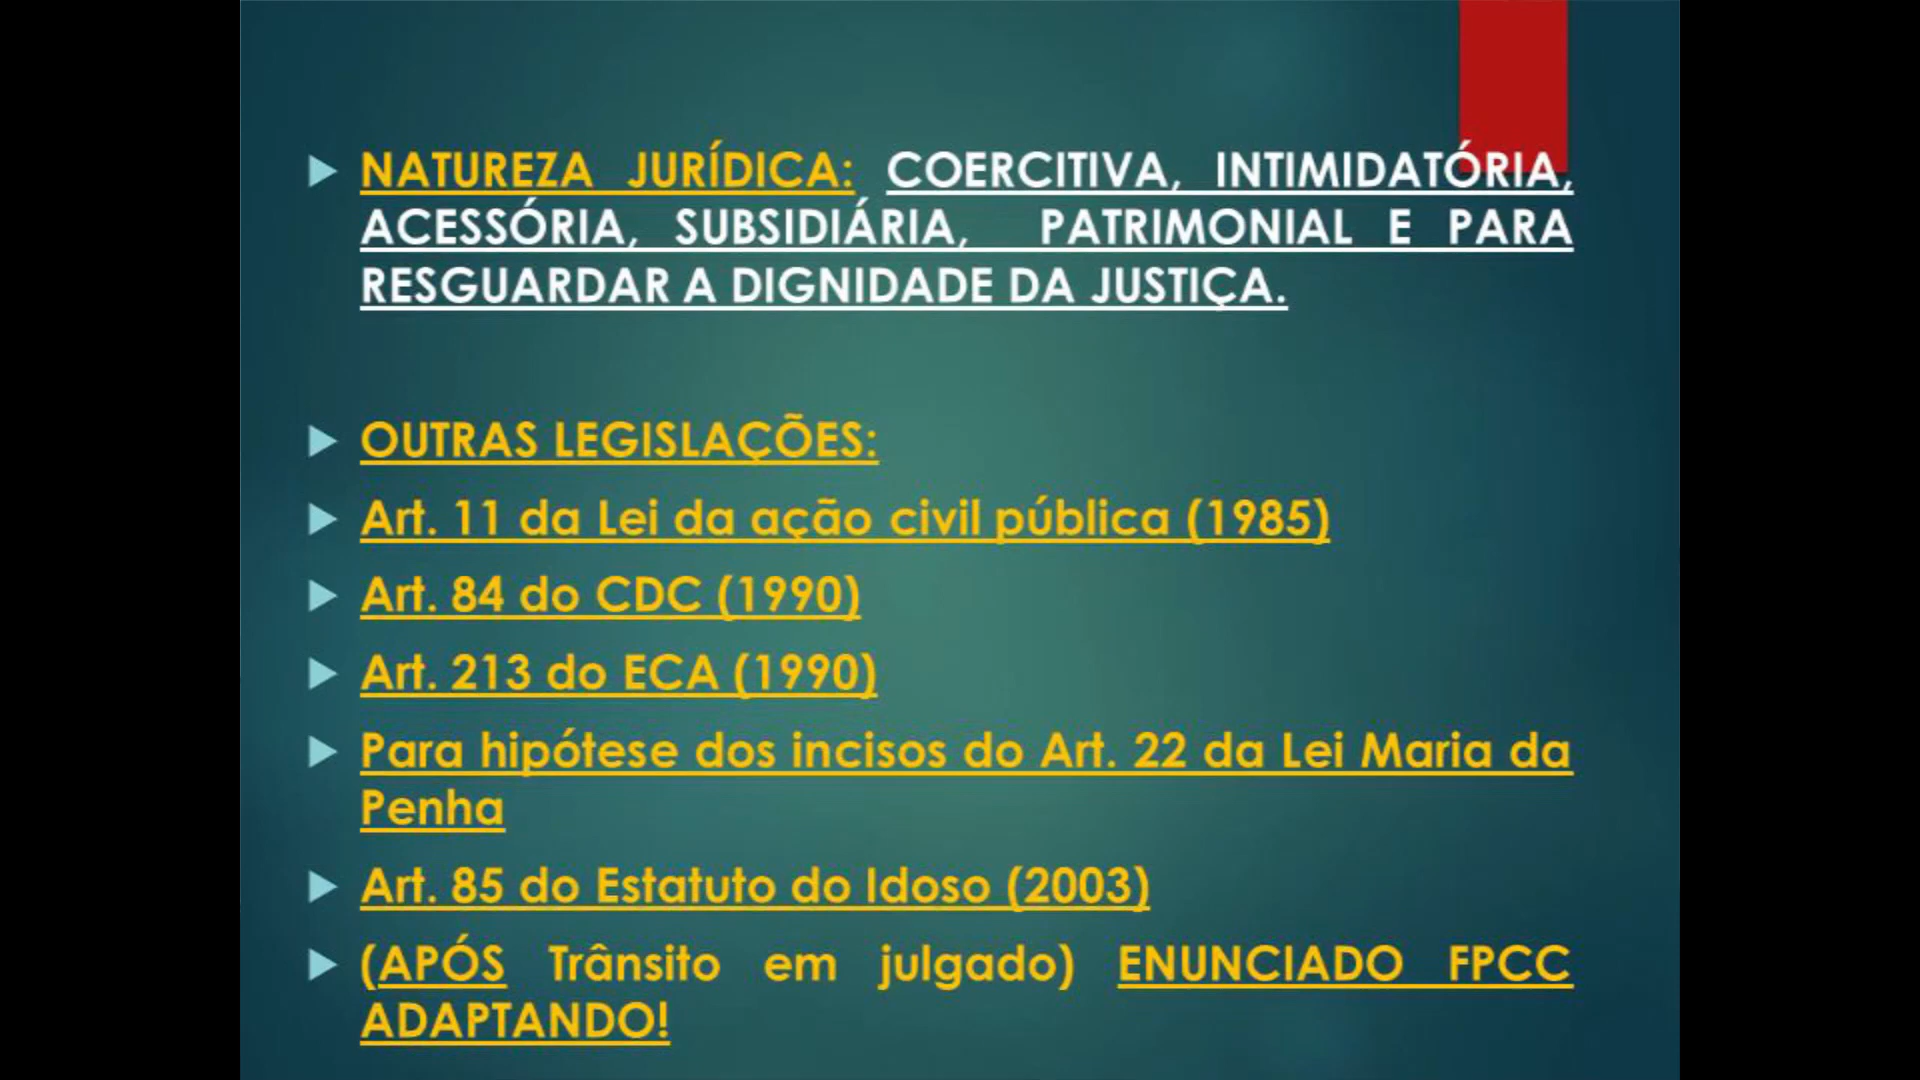 NATUREZA JURÍDICA: COERCITIVA, INTIMIDATÓRIA,
ACESSÓRIA, SUBSIDIÁRIA, PATRIMONIAL E PARA
RESGUARDAR A DIGNIDADE DA JUSTIÇA.
OUTRAS LEGISLAÇÕES:
Art. 11 da Lei da ação civil pública (1985)
Art. 84 do CDC (1990)
Art. 213 do ECA (1990)
Para hipótese dos incisos do Art. 22 da Lei Maria da
Penha
Art. 85 do Estatuto do Idoso (2003)
(APÓS Trânsito em julgado) ENUNCIADO FPCC
ADAPTANDO!